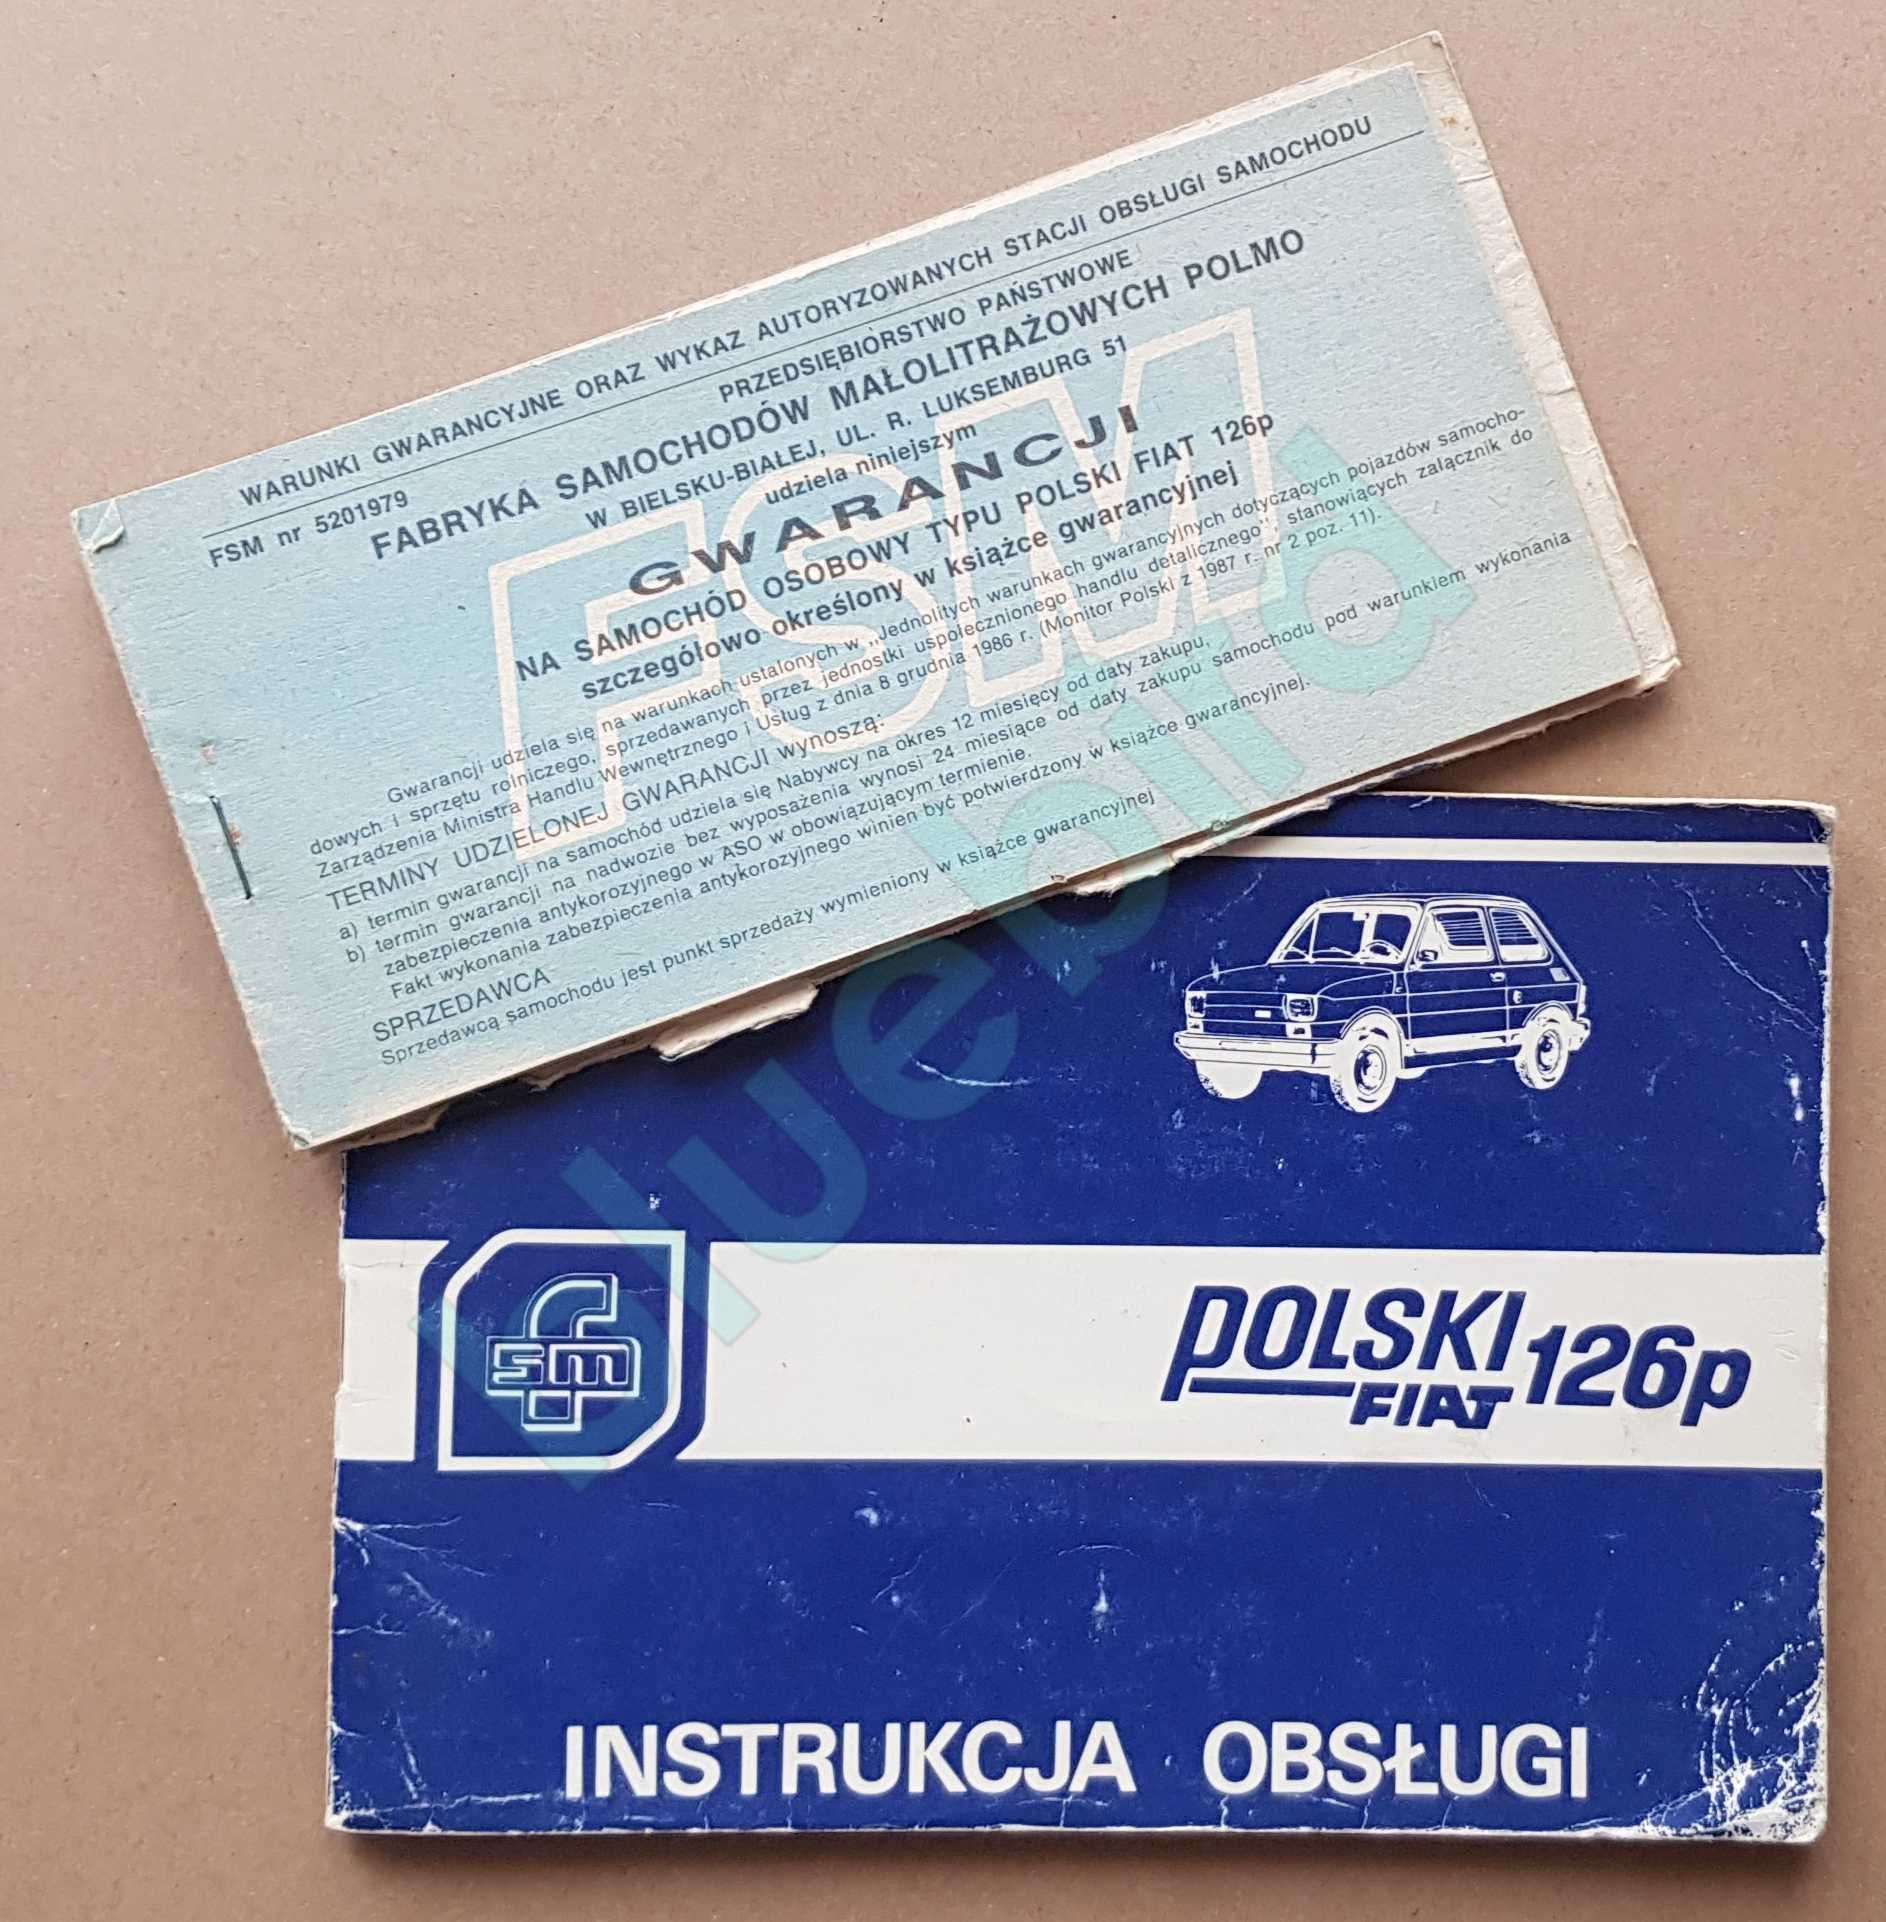 WARUNKI GWARANCYJNE ORAZ WYKAZ AUTORYZOWANYCH STACJI OBSŁUGI SAMOCHODU
FSM nr 5201979
PRZEDSIĘBIORSTWO PAŃSTWOWE
FABRYKA SAMOCHODÓW MAŁOLITRAŻOWYCH POLMO
W BIELSKU-BIAŁEJ, UL. R. LUKSEMBURG 51
udziela niniejszym
GWARANCJI
NA SAMOCHÓD OSOBOWY TYPU POLSKI FIAT 126p
szczegółowo określony w książce gwarancyjnej
Gwarancji udziela się na warunkach ustalonych w „Jednolitych warunkach gwarancyjnych dotyczących pojazdów samocho-
dowych i sprzętu rolniczego, sprzedawanych przez jednostki uspołecznionego handlu detalicznego", stanowiących załącznik do
Zarządzenia Ministra Handlu Wewnętrznego i Usług z dnia 8 grudnia 1986 r. (Monitor Polski z 1987 r. nr 2 poz. 11).
TERMINY UDZIELONEJ GWARANCJI wynoszą:
a) termin gwarancji na samochód udziela się Nabywcy na okres 12 miesięcy od daty zakupu,
b) termin gwarancji na nadwozie bez wyposażenia wynosi 24 miesiące od daty zakupu samochodu pod warunkiem wykonania
zabezpieczenia antykorozyjnego w ASO w obowiązującym termienie.
Fakt wykonania zabezpieczenia antykorozyjnego winien być potwierdzony w książce gwarancyjnej.
SPRZEDAWCA
Sprzedawcą samochodu jest punkt sprzedaży wymieniony w książce gwarancyjnej
FSM
bluepira
fsm
POLSKI
FIAT 126p
INSTRUKCJA OBSŁUGI